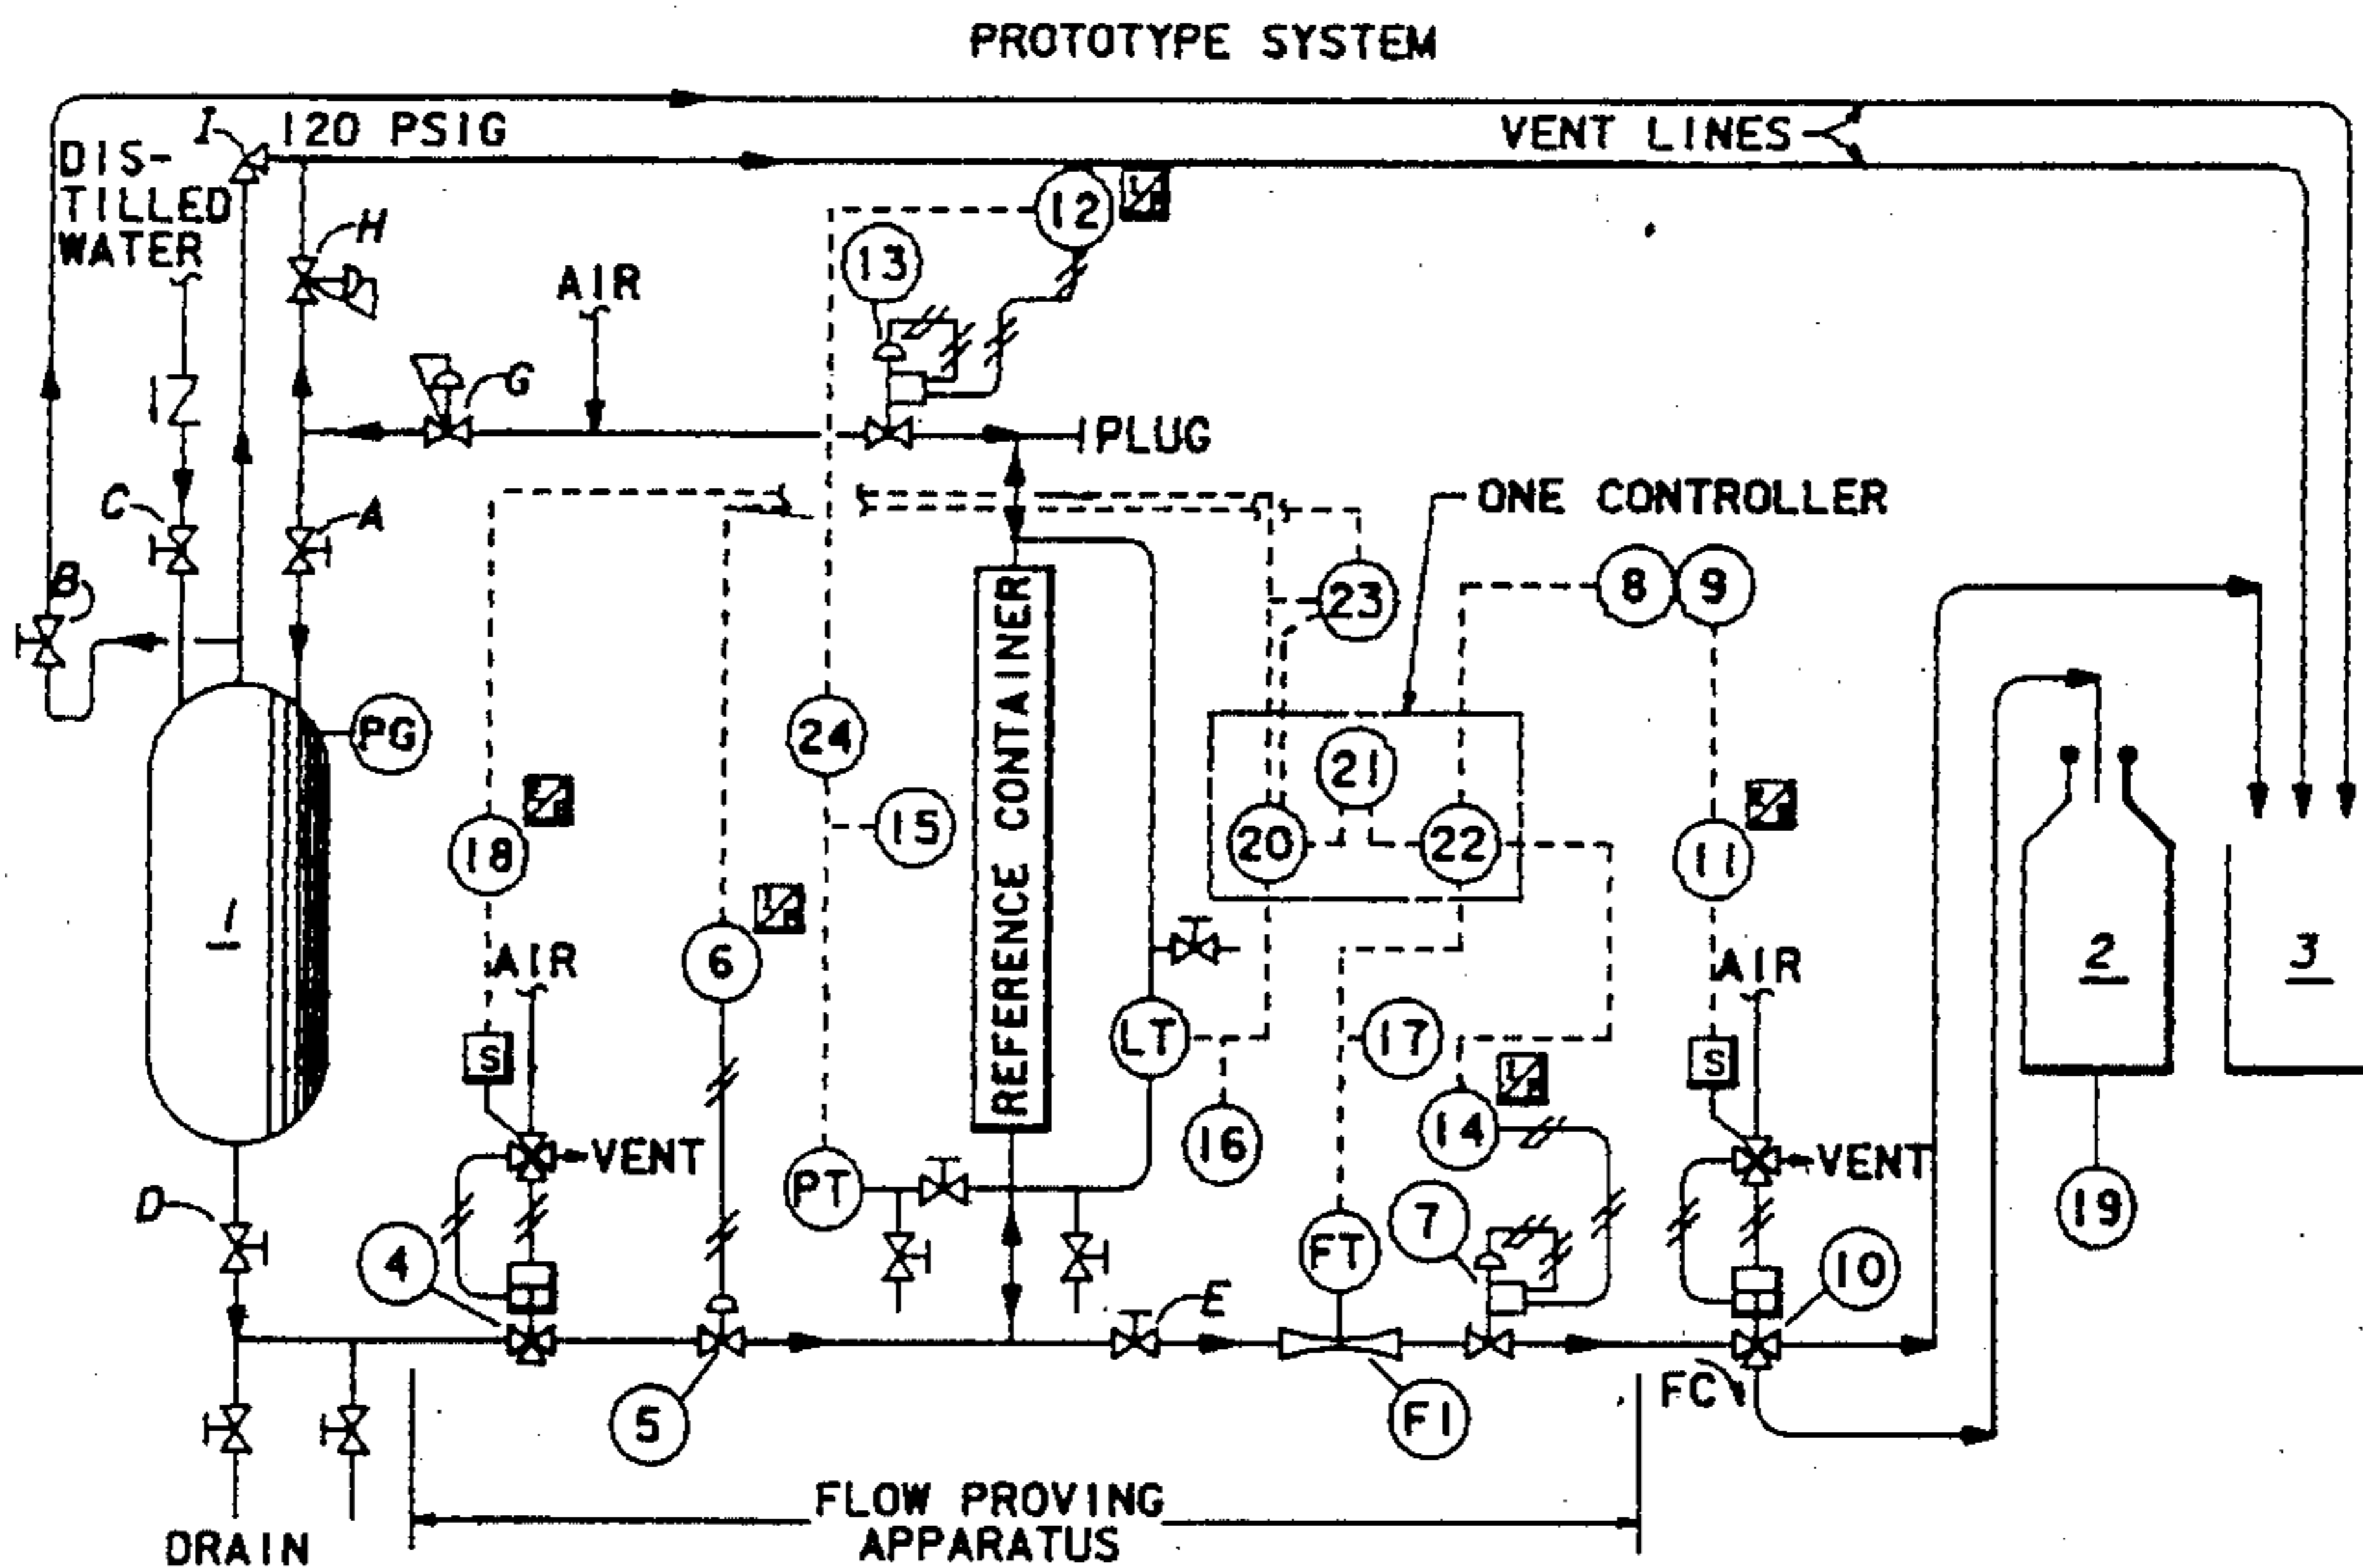 PROTOTYPE SYSTEM
I 120 PSIG
VENT LINES
DIS-
TILLED
WATER
H
12
13
AIR
G
PLUG
C
A
ONE CONTROLLER
B
23
8
9
PG
24
21
15
20
22
18
11
6
REFERENCE CONTAINER
1
2
3
AIR
AIR
S
LT
17
S
16
14
VENT
VENT
PT
D
7
19
4
FT
E
10
5
FI
FC
FLOW PROVING
APPARATUS
DRAIN